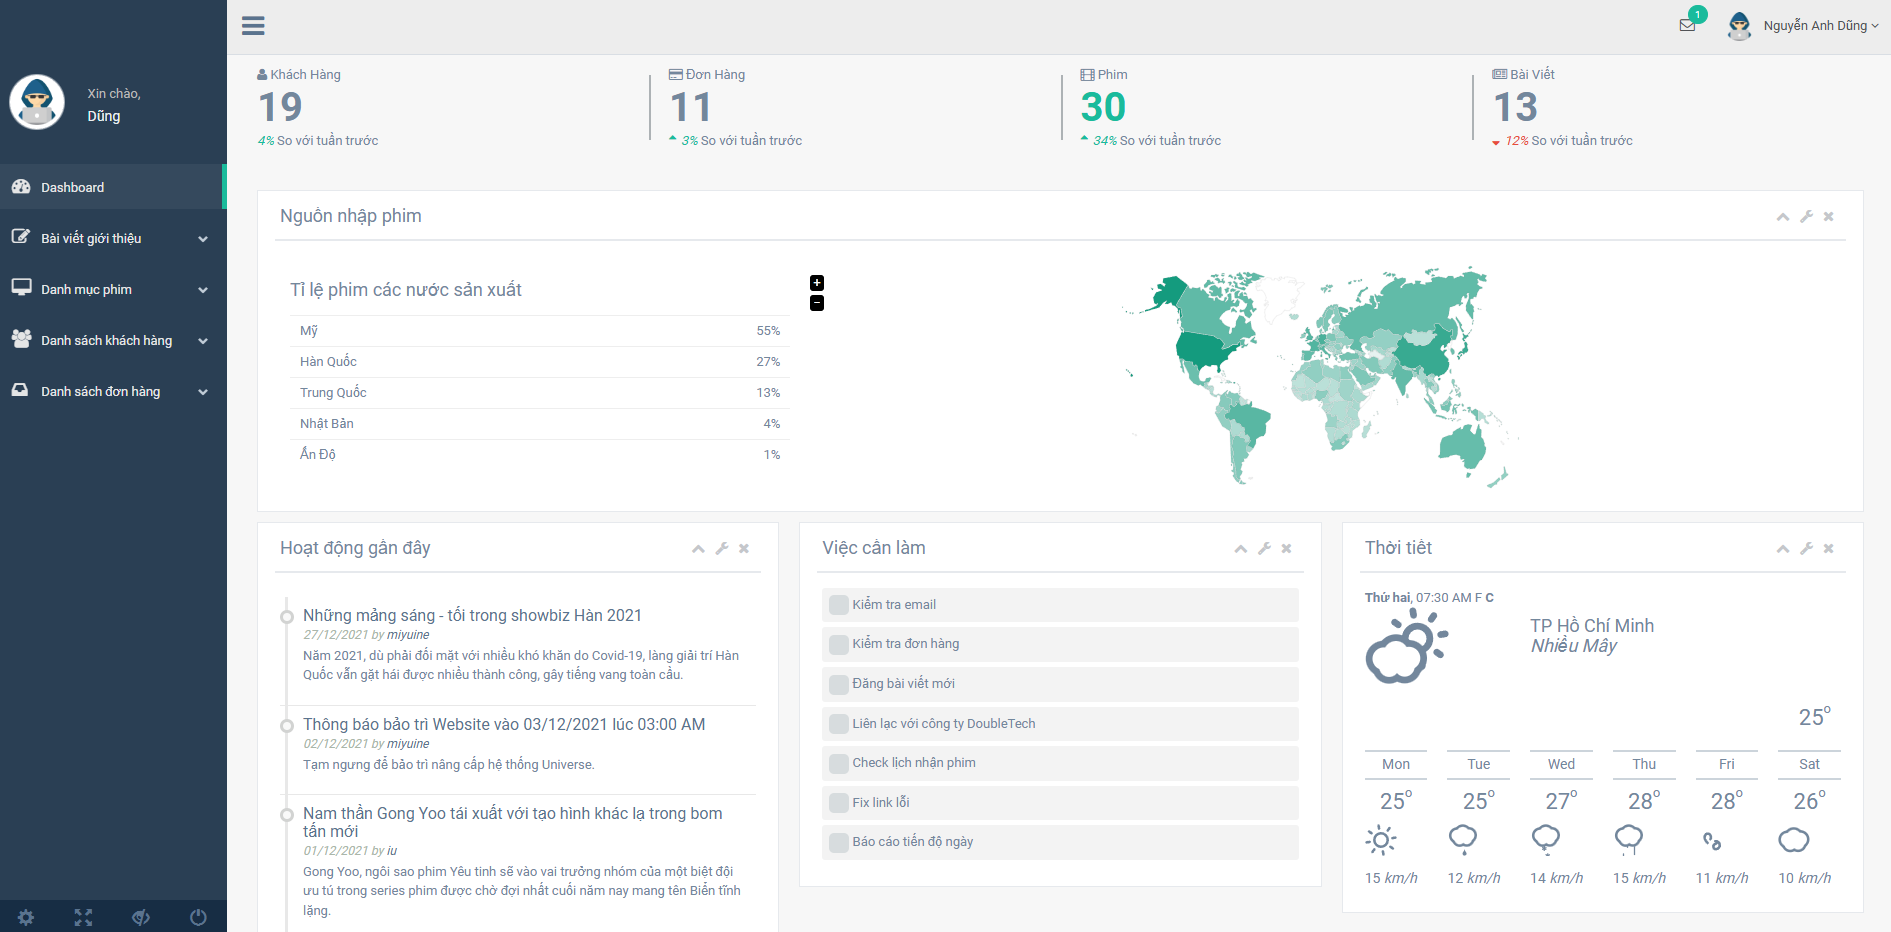 1
Nguyễn Anh Dũng
Xin chào,
Dũng
Dashboard
Bài viết giới thiệu
Danh mục phim
Danh sách khách hàng
Danh sách đơn hàng
Khách Hàng
19
4% So với tuần trước
Đơn Hàng
11
3% So với tuần trước
Phim
30
34% So với tuần trước
Bài Viết
13
12% So với tuần trước
Nguồn nhập phim
Tỉ lệ phim các nước sản xuất
Mỹ 55%
Hàn Quốc 27%
Trung Quốc 13%
Nhật Bản 4%
Ấn Độ 1%
+
−
Hoạt động gần đây
Những mảng sáng - tối trong showbiz Hàn 2021
27/12/2021 by miyuine
Năm 2021, dù phải đối mặt với nhiều khó khăn do Covid-19, làng giải trí Hàn
Quốc vẫn gặt hái được nhiều thành công, gây tiếng vang toàn cầu.
Thông báo bảo trì Website vào 03/12/2021 lúc 03:00 AM
02/12/2021 by miyuine
Tạm ngưng để bảo trì nâng cấp hệ thống Universe.
Nam thần Gong Yoo tái xuất với tạo hình khác lạ trong bom
tấn mới
01/12/2021 by iu
Gong Yoo, ngôi sao phim Yêu tinh sẽ vào vai trưởng nhóm của một biệt đội
ưu tú trong series phim được chờ đợi nhất cuối năm nay mang tên Biển tĩnh
lặng.
Việc cần làm
Kiểm tra email
Kiểm tra đơn hàng
Đăng bài viết mới
Liên lạc với công ty DoubleTech
Check lịch nhận phim
Fix link lỗi
Báo cáo tiến độ ngày
Thời tiết
Thứ hai, 07:30 AM F C
TP Hồ Chí Minh
Nhiều Mây
25°
Mon Tue Wed Thu Fri Sat
25° 25° 27° 28° 28° 26°
15 km/h 12 km/h 14 km/h 15 km/h 11 km/h 10 km/h